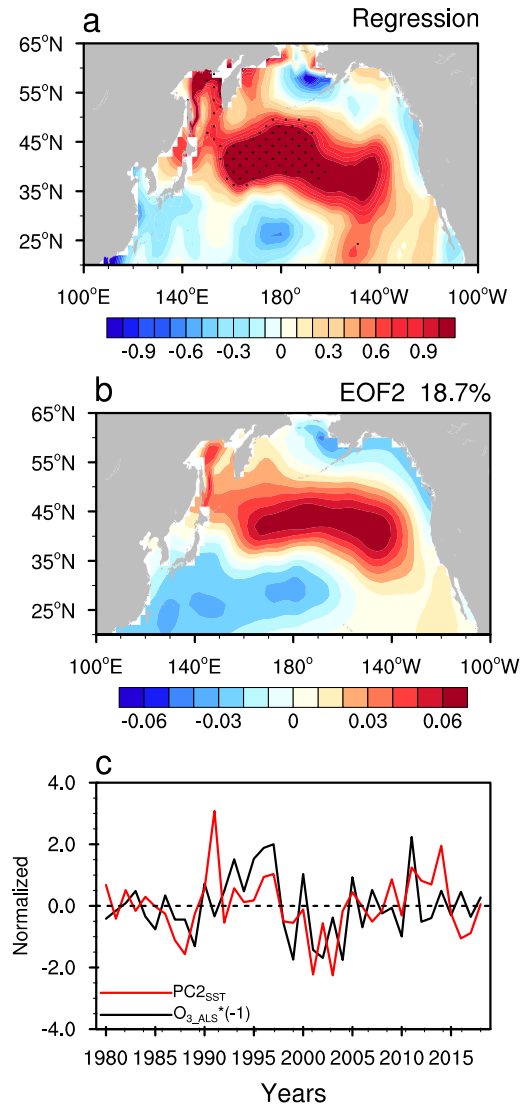 a Regression
65°N
55°N
45°N
35°N
25°N
100°E 140°E 180° 140°W 100°W
-0.9 -0.6 -0.3 0 0.3 0.6 0.9
b EOF2 18.7%
65°N
55°N
45°N
35°N
25°N
100°E 140°E 180° 140°W 100°W
-0.06 -0.03 0 0.03 0.06
c
4.0
2.0
0.0
-2.0
-4.0
Normalized
PC2SST
O3_ALS*(-1)
1980 1985 1990 1995 2000 2005 2010 2015
Years